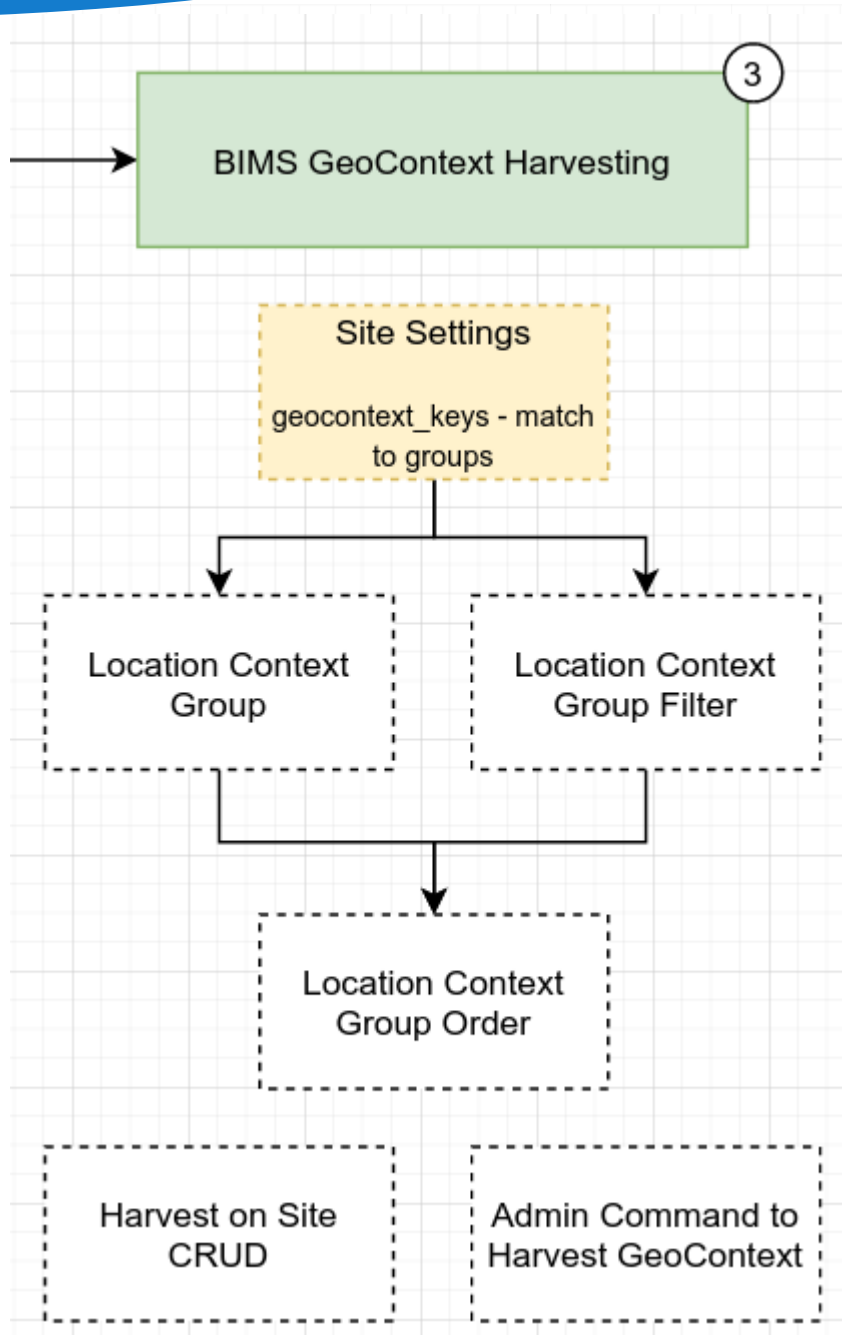 3
BIMS GeoContext Harvesting
Site Settings
geocontext_keys - match
to groups
Location Context
Group
Location Context
Group Filter
Location Context
Group Order
Harvest on Site
CRUD
Admin Command to
Harvest GeoContext